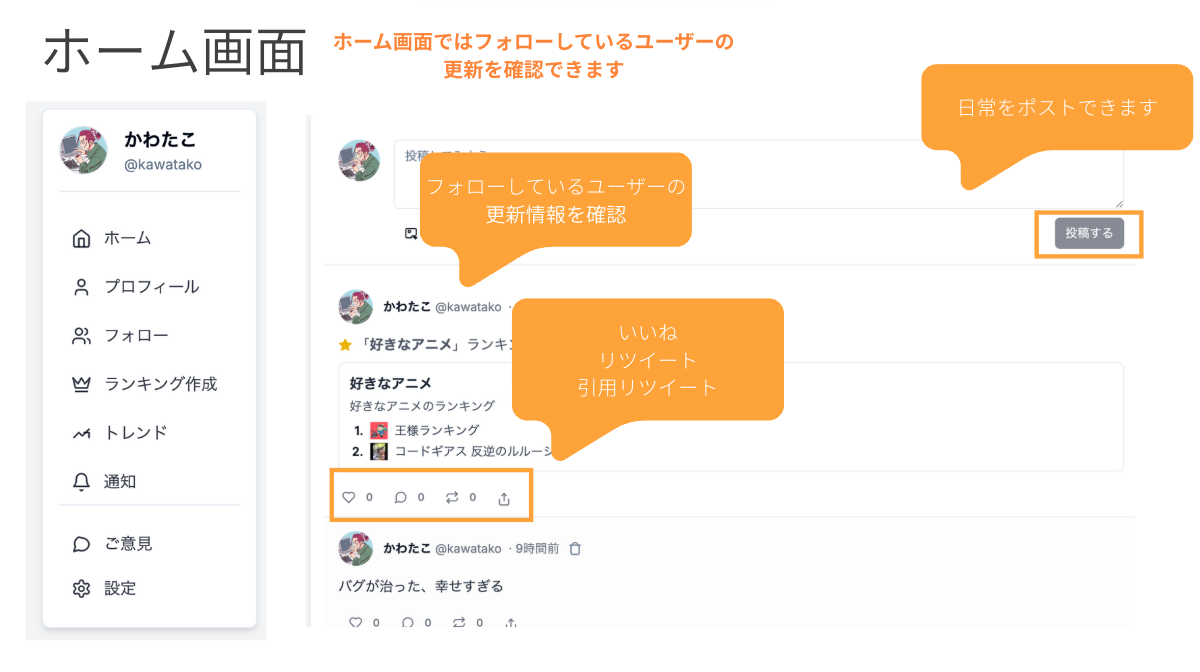 ホーム画面
ホーム画面ではフォローしているユーザーの
更新を確認できます
日常をポストできます
かわたこ
@kawatako
フォローしているユーザーの
更新情報を確認
投稿する
ホーム
プロフィール
フォロー
ランキング作成
トレンド
通知
ご意見
設定
かわたこ @kawatako ·
「好きなアニメ」ランキ
いいね
リツイート
引用リツイート
好きなアニメ
好きなアニメのランキング
1. 王様ランキング
2. コードギアス 反逆のルルーシ
0 0 0
かわたこ @kawatako · 9時間前
バグが治った、幸せすぎる
0 0 0